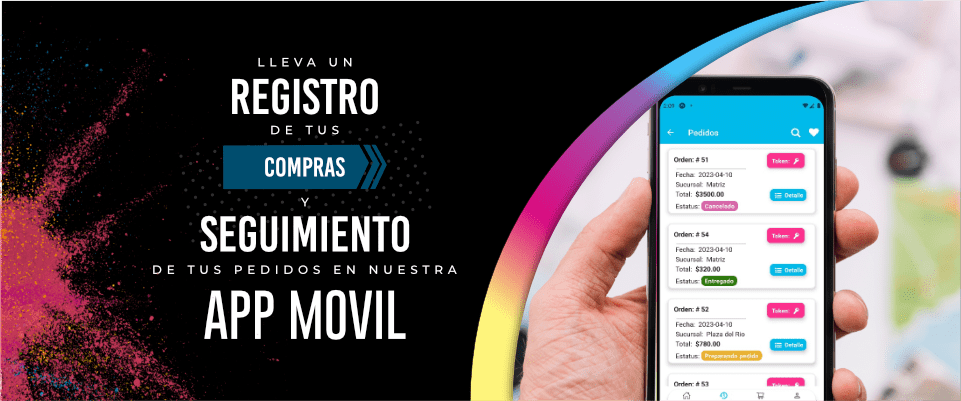 LLEVA UN
REGISTRO
DE TUS
COMPRAS
Y
SEGUIMIENTO
DE TUS PEDIDOS EN NUESTRA
APP MOVIL
Pedidos
Orden: # 51
Token:
Fecha: 2023-04-10
Sucursal: Matriz
Total: $3500.00
Detalle
Estatus: Cancelado
Orden: # 54
Token:
Fecha: 2023-04-10
Sucursal: Matriz
Total: $320.00
Detalle
Estatus: Entregado
Orden: # 52
Token:
Fecha: 2023-04-10
Sucursal: Plaza del Rio
Total: $780.00
Detalle
Estatus: Preparando pedido
Orden: # 53